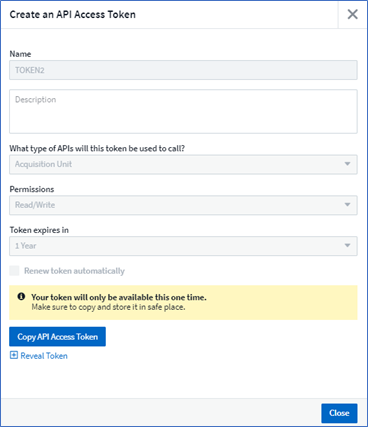 Create an API Access Token
Name
TOKEN2
Description
What type of APIs will this token be used to call?
Acquisition Unit
Permissions
Read/Write
Token expires in
1 Year
Renew token automatically
Your token will only be available this one time.
Make sure to copy and store it in safe place.
Copy API Access Token
Reveal Token
Close